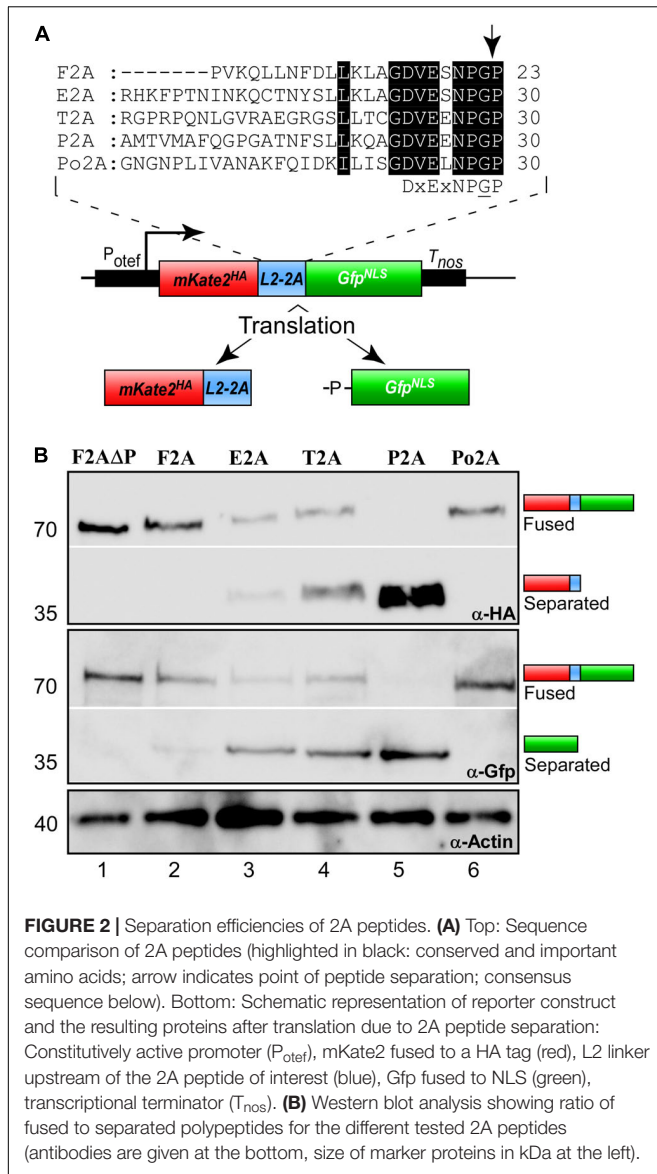 A
F2A :-------PVKQLLNFDLLKLAGDVESNPGP 23
E2A :RHKFPTNINKQCTNYSLLKLAGDVESNPGP 30
T2A :RGPRPQNLGVRAEGRGSLLTCGDVEENPGP 30
P2A :AMTVMAFQGPGATNFSLLKQAGDVEENPGP 30
Po2A:GNGNPLIVANAKFQIDKILISGDVELNPGP 30
DxExNPGP
Potef
Tnos
mKate2HA L2-2A GfpNLS
Translation
mKate2HA L2-2A -P- GfpNLS
B
F2AΔP F2A E2A T2A P2A Po2A
70
Fused
35
Separated
α-HA
70
Fused
35
Separated
α-Gfp
40
α-Actin
1 2 3 4 5 6
FIGURE 2 | Separation efficiencies of 2A peptides. (A) Top: Sequence
comparison of 2A peptides (highlighted in black: conserved and important
amino acids; arrow indicates point of peptide separation; consensus
sequence below). Bottom: Schematic representation of reporter construct
and the resulting proteins after translation due to 2A peptide separation:
Constitutively active promoter (Potef), mKate2 fused to a HA tag (red), L2 linker
upstream of the 2A peptide of interest (blue), Gfp fused to NLS (green),
transcriptional terminator (Tnos). (B) Western blot analysis showing ratio of
fused to separated polypeptides for the different tested 2A peptides
(antibodies are given at the bottom, size of marker proteins in kDa at the left).